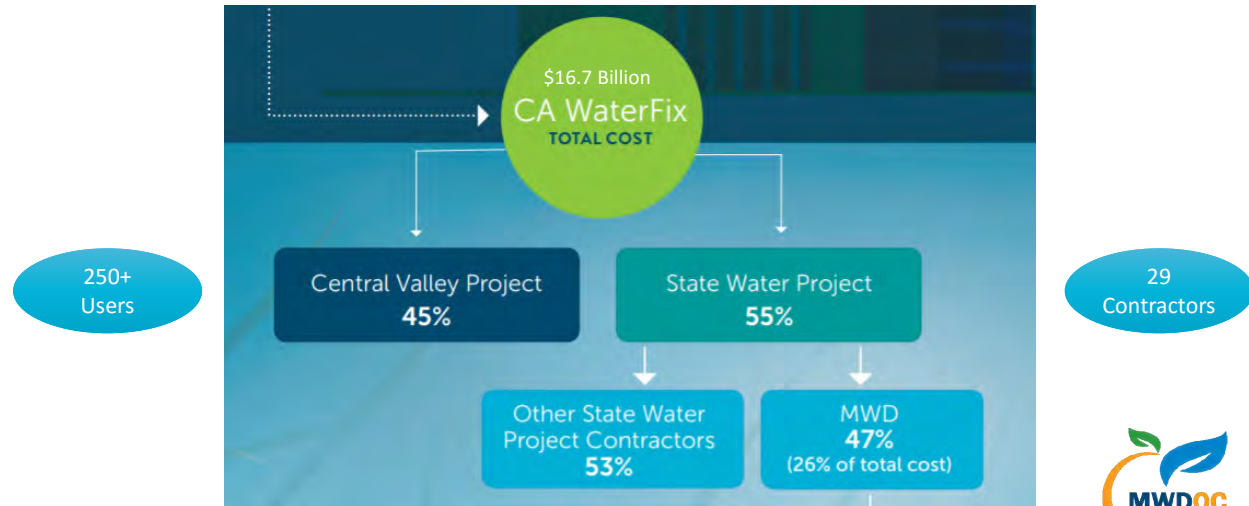 $16.7 Billion
CA WaterFix
TOTAL COST
250+
Users
Central Valley Project
45%
State Water Project
55%
29
Contractors
Other State Water
Project Contractors
53%
MWD
47%
(26% of total cost)
MWDOC